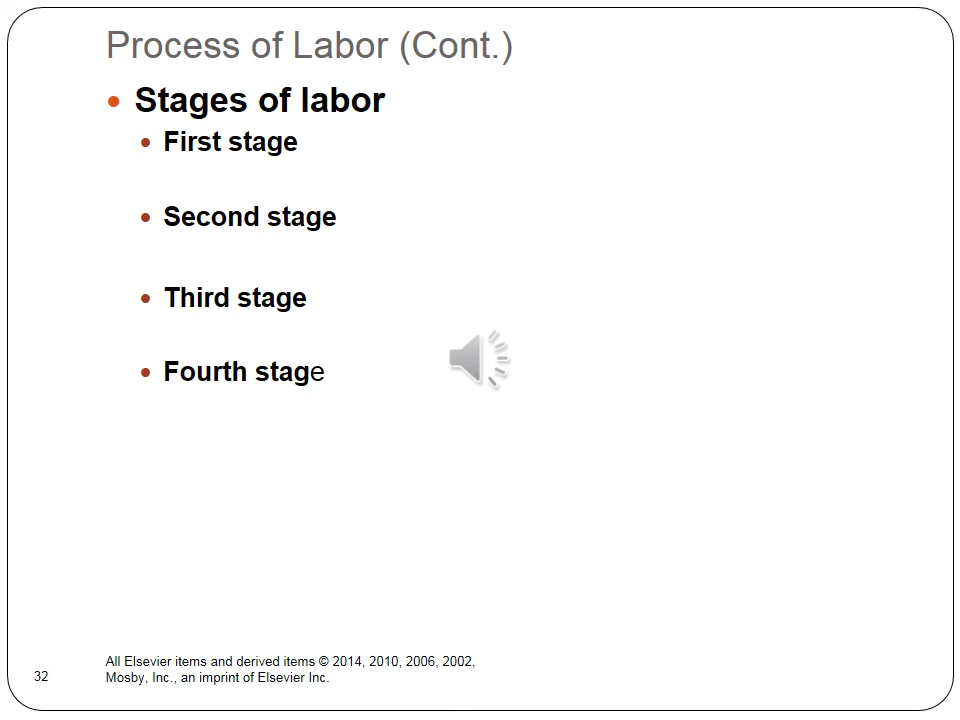 Process of Labor (Cont.)
Stages of labor
First stage
Second stage
Third stage
Fourth stage
All Elsevier items and derived items © 2014, 2010, 2006, 2002,
Mosby, Inc., an imprint of Elsevier Inc.
32